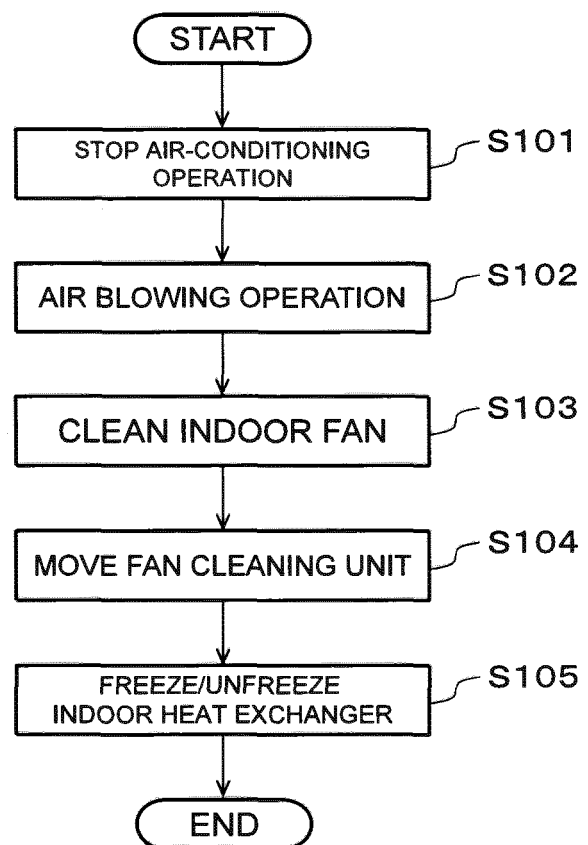 START
STOP AIR-CONDITIONING
OPERATION
S101
AIR BLOWING OPERATION
S102
CLEAN INDOOR FAN
S103
MOVE FAN CLEANING UNIT
S104
FREEZE/UNFREEZE
INDOOR HEAT EXCHANGER
S105
END